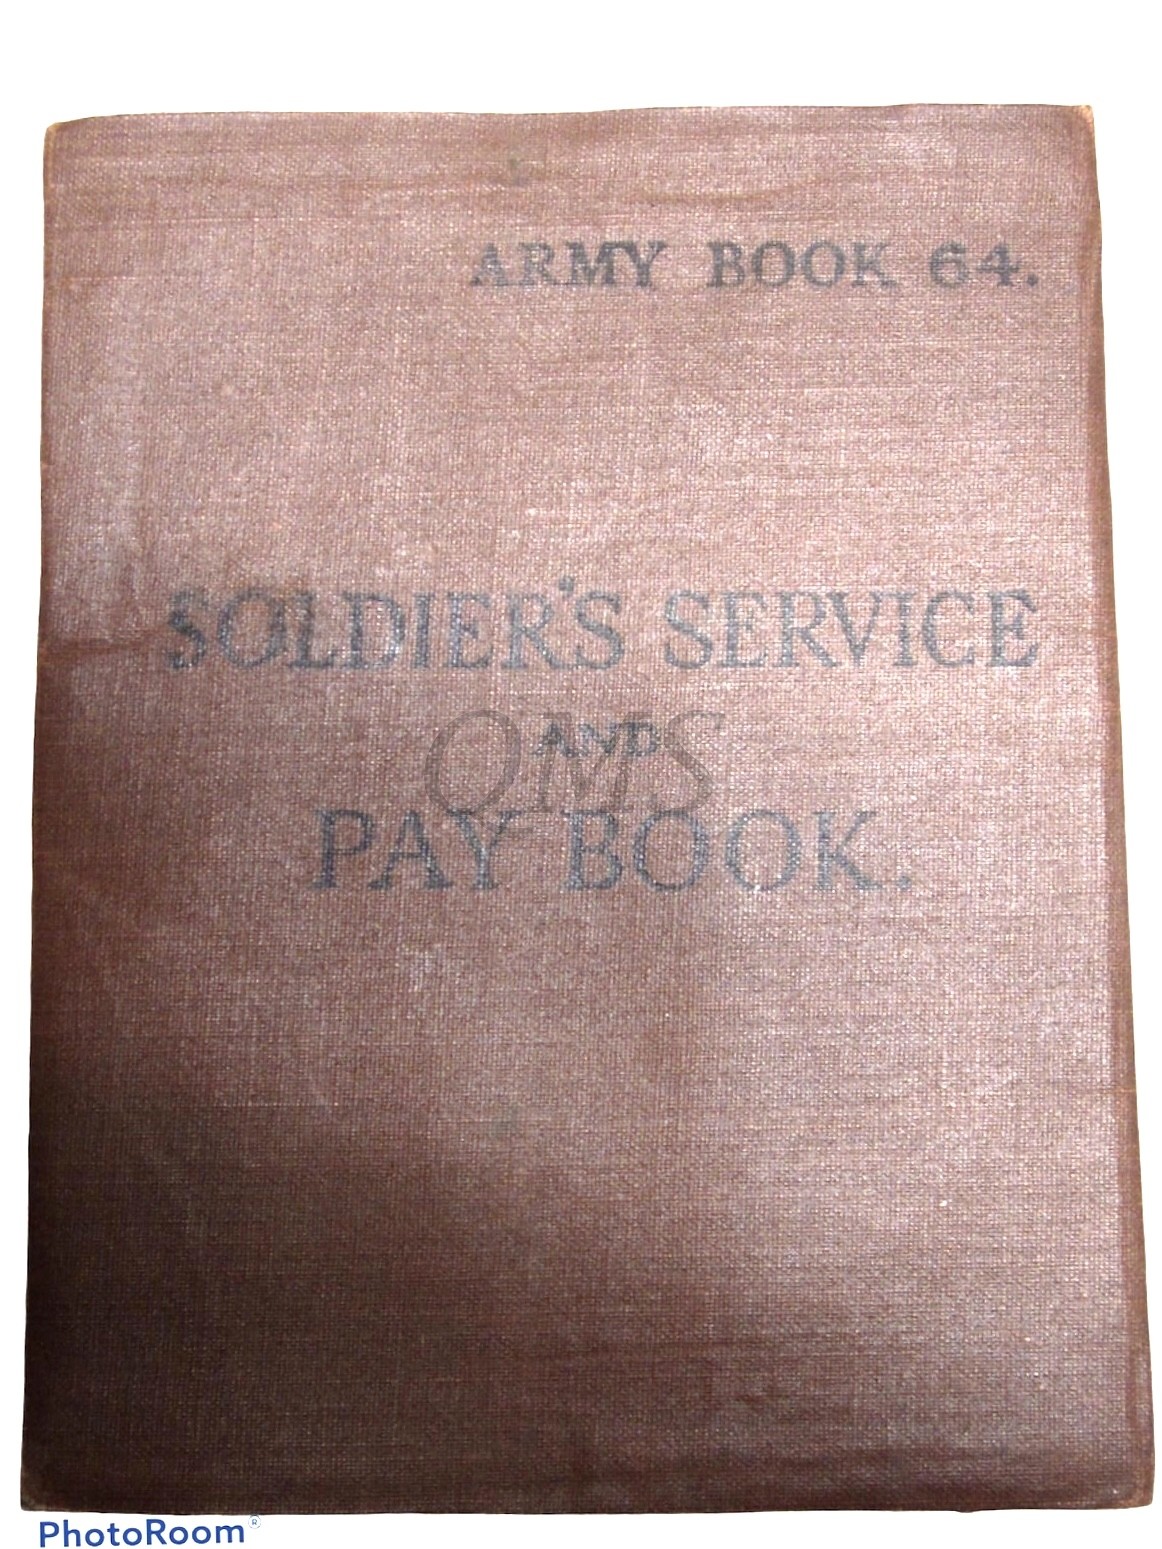 ARMY BOOK 64.
SOLDIER'S SERVICE
AND
QMS
PAY BOOK.
PhotoRoom®